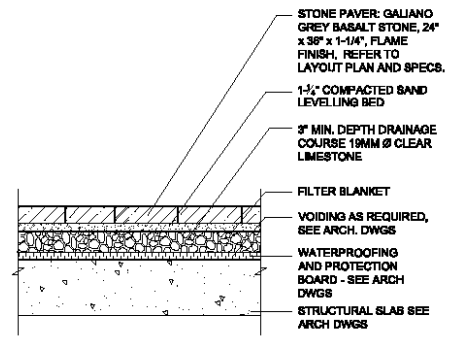 STONE PAVER: GALIANO
GREY BASALT STONE, 24"
x 36" x 1-1/4", FLAME
FINISH, REFER TO
LAYOUT PLAN AND SPECS.
1-¼" COMPACTED SAND
LEVELLING BED
3" MIN. DEPTH DRAINAGE
COURSE 19MM Ø CLEAR
LIMESTONE
FILTER BLANKET
VOIDING AS REQUIRED,
SEE ARCH. DWGS
WATERPROOFING
AND PROTECTION
BOARD - SEE ARCH
DWGS
STRUCTURAL SLAB SEE
ARCH DWGS